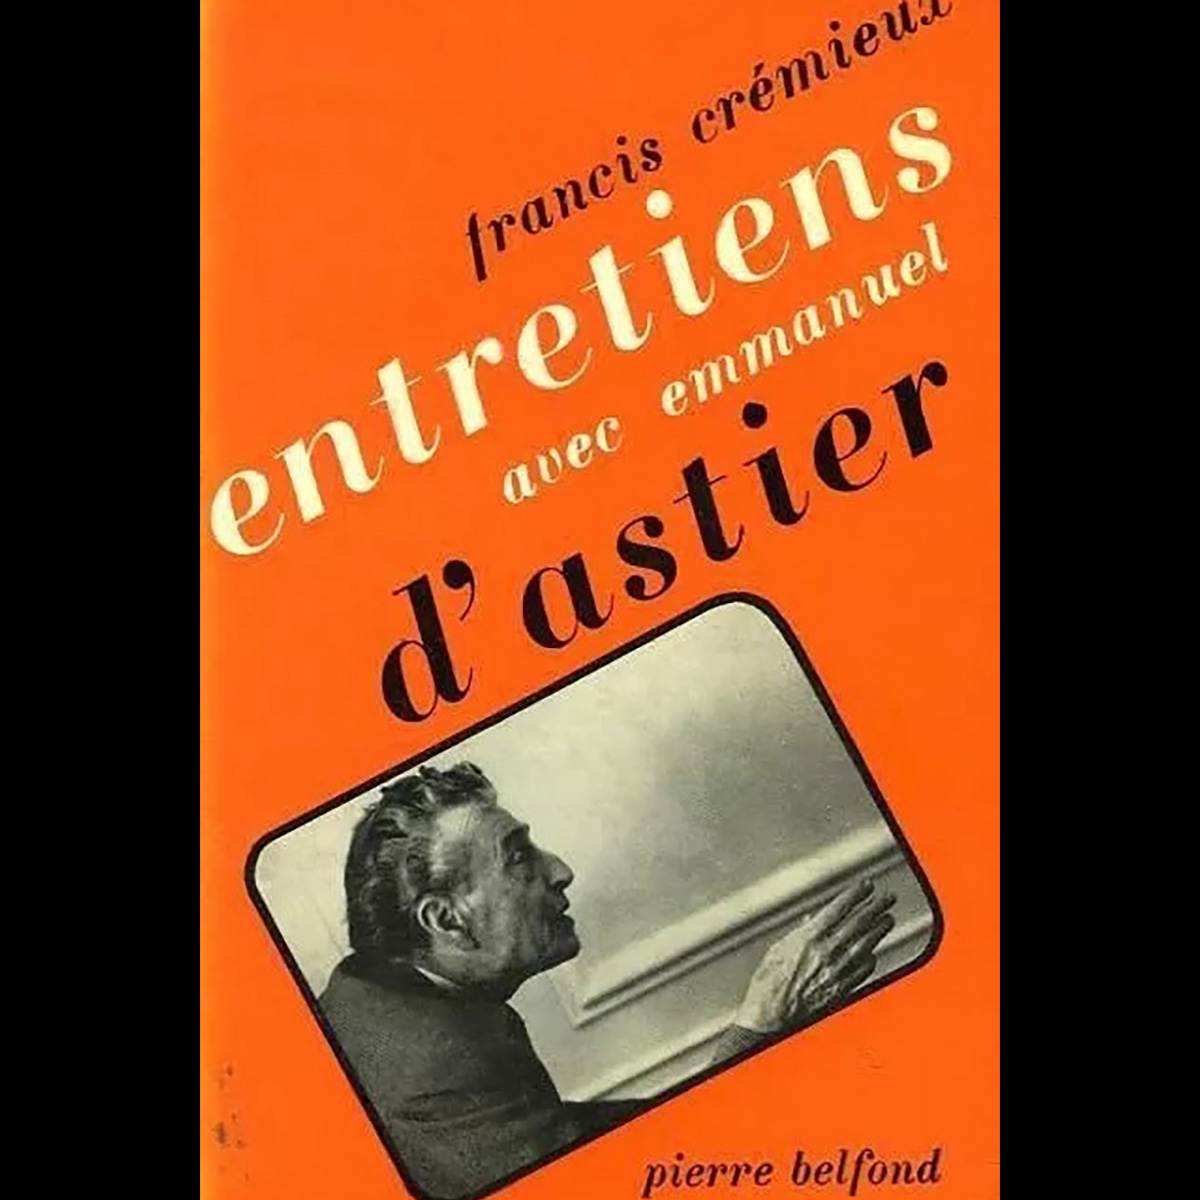 francis crémieux
entretiens
avec emmanuel
d'astier
pierre belfond